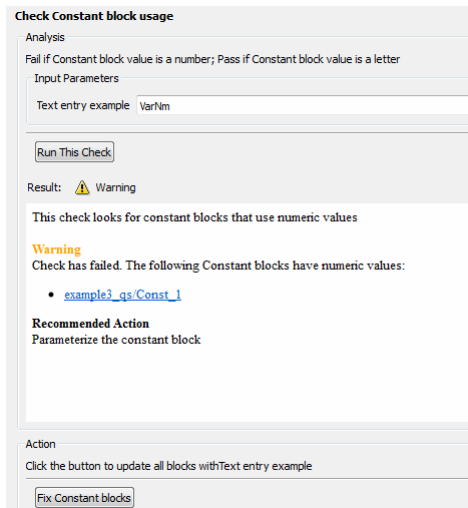 Check Constant block usage
Analysis
Fail if Constant block value is a number; Pass if Constant block value is a letter
Input Parameters
Text entry example VarNm
Run This Check
Result: Warning
This check looks for constant blocks that use numeric values
Warning
Check has failed. The following Constant blocks have numeric values:
• example3_qs/Const_1
Recommended Action
Parameterize the constant block
Action
Click the button to update all blocks withText entry example
Fix Constant blocks